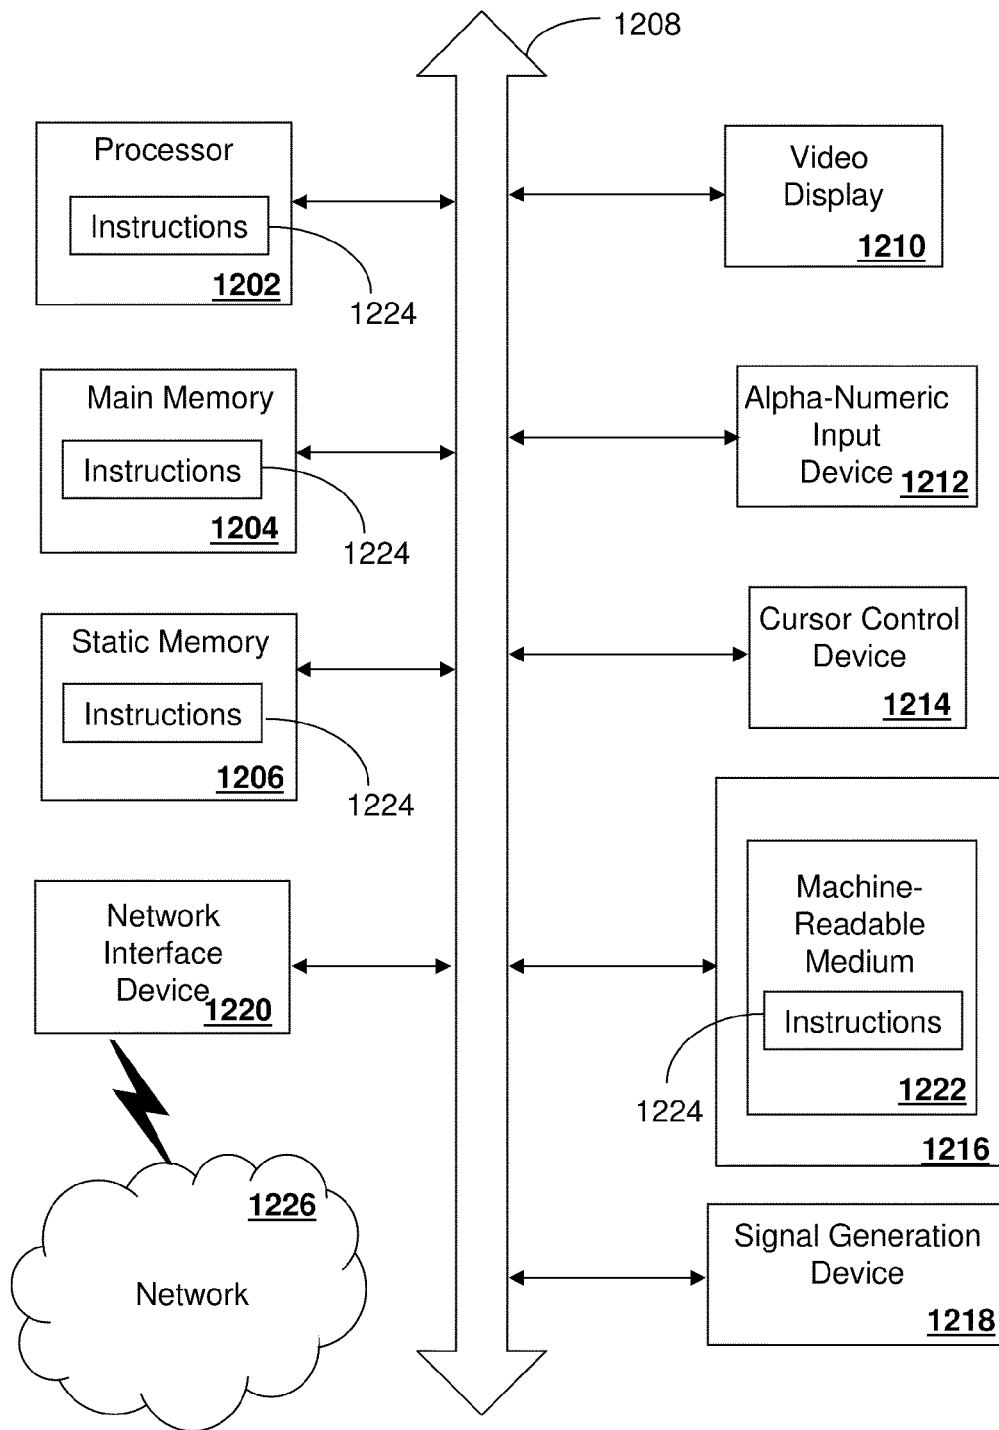 1208
Processor
Instructions
1202
1224
Main Memory
Instructions
1204
1224
Static Memory
Instructions
1206
1224
Network
Interface
Device
1220
1226
Network
Video
Display
1210
Alpha-Numeric
Input
Device
1212
Cursor Control
Device
1214
Machine-
Readable
Medium
Instructions
1224
1222
1216
Signal Generation
Device
1218